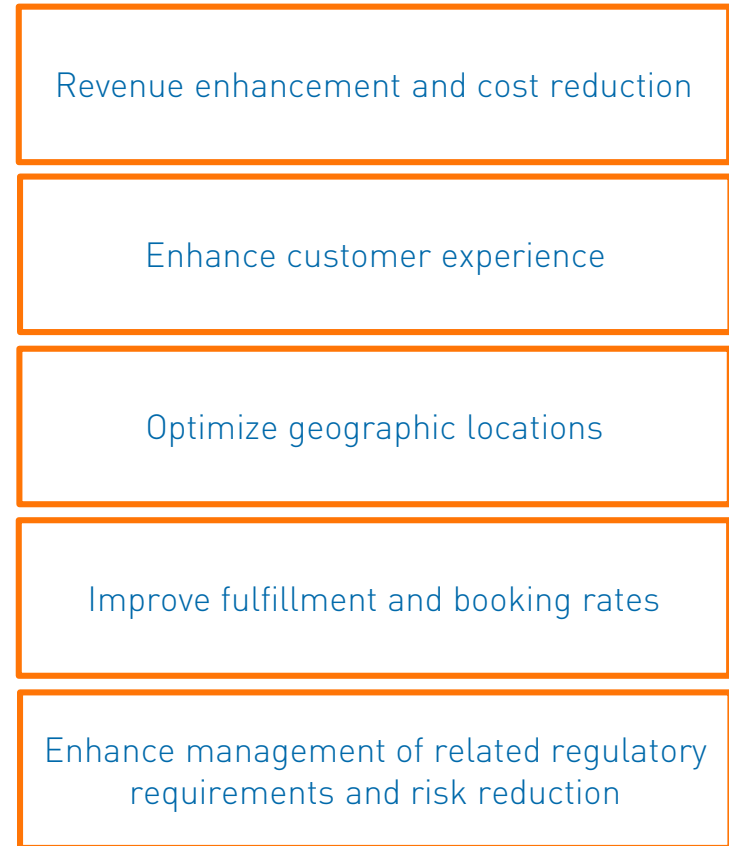 Revenue enhancement and cost reduction
Enhance customer experience
Optimize geographic locations
Improve fulfillment and booking rates
Enhance management of related regulatory
requirements and risk reduction